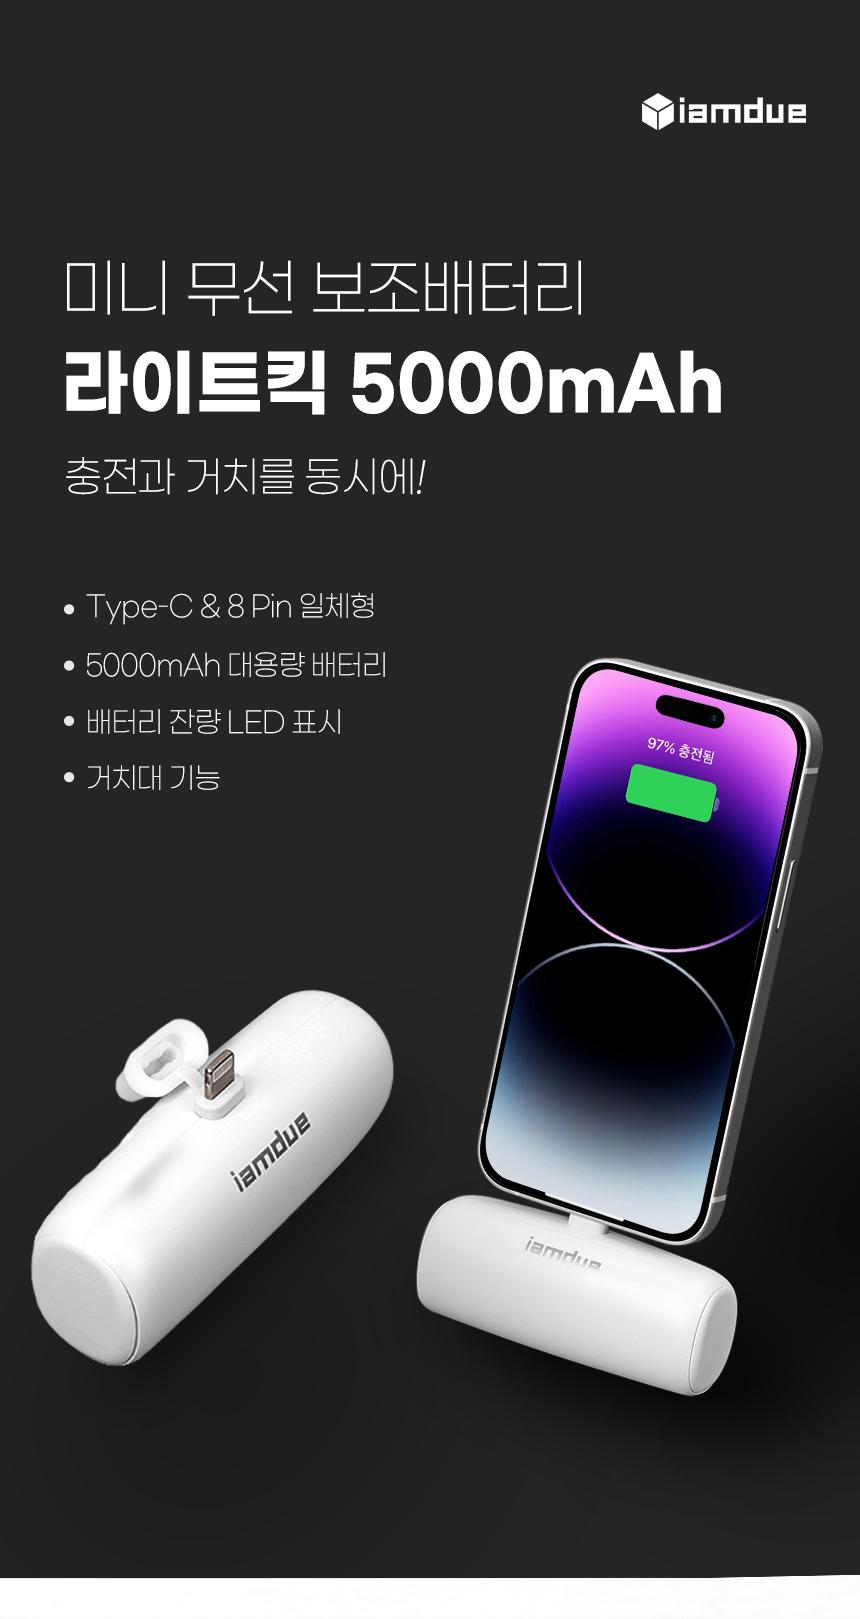 iamdue
미니 무선 보조배터리
라이트킥 5000mAh
충전과 거치를 동시에!
• Type-C & 8 Pin 일체형
• 5000mAh 대용량 배터리
• 배터리 잔량 LED 표시
• 거치대 기능
97% 충전됨
iamdue
iamdue